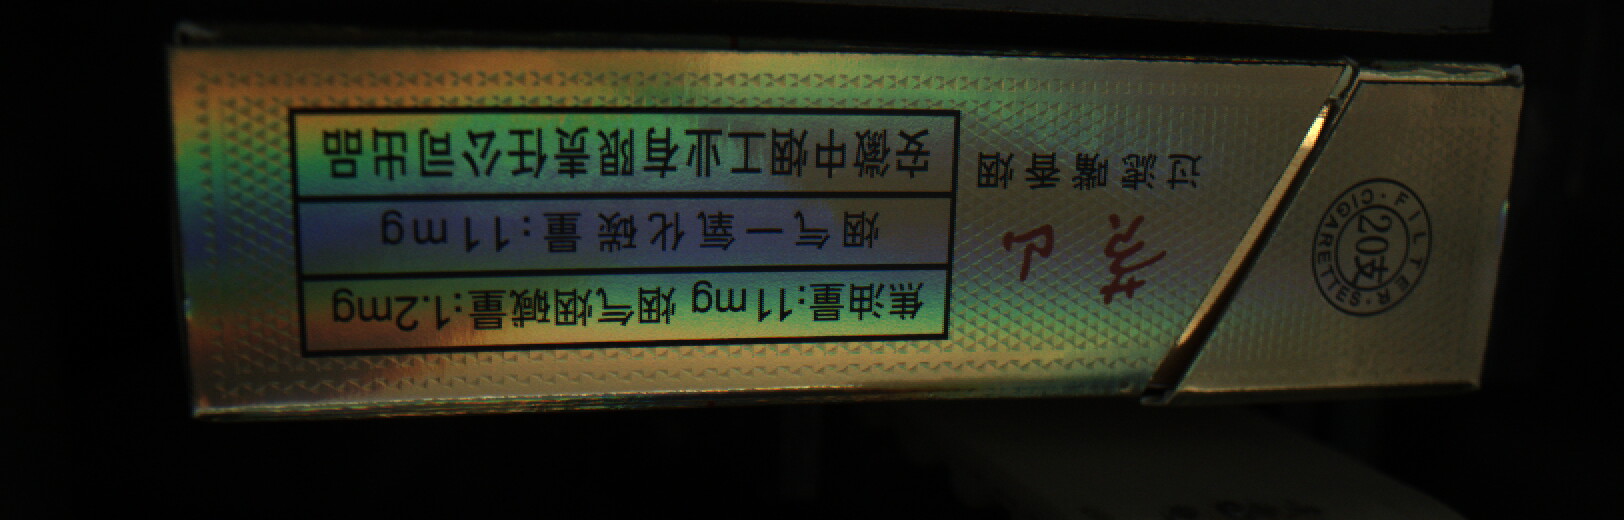 FILTER·CIGARETTES·
20支
黄山
过滤嘴香烟
焦油量:11mg 烟气烟碱量:1.2mg
烟气一氧化碳量:11mg
安徽中烟工业有限责任公司出品